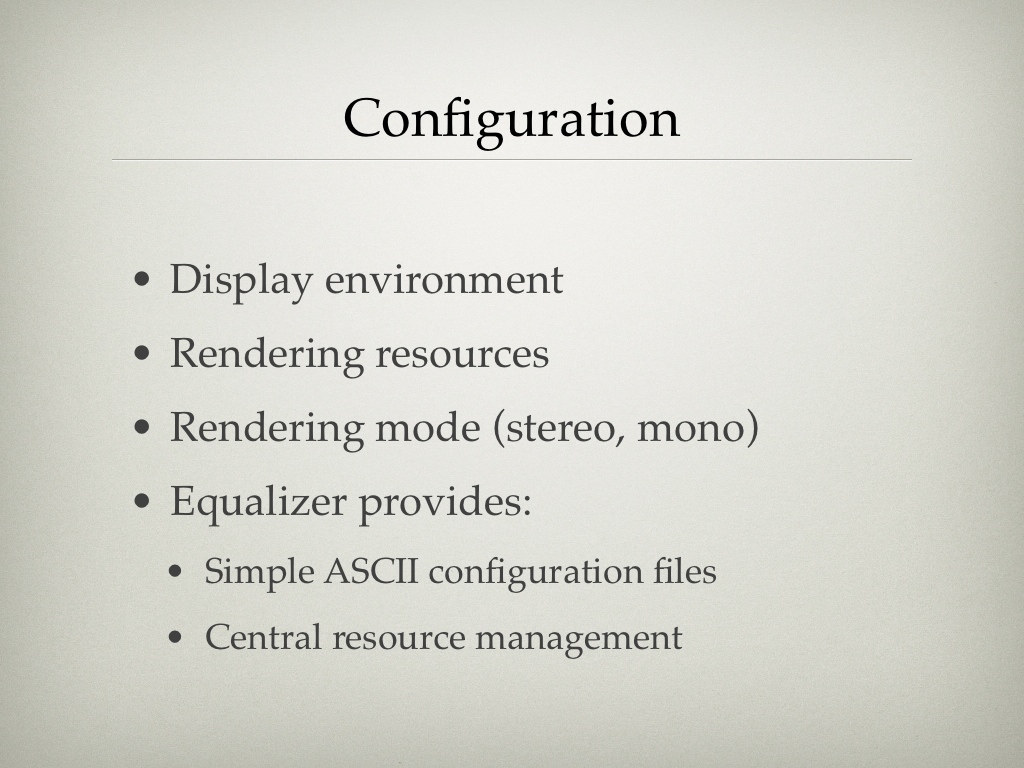 Configuration
• Display environment
• Rendering resources
• Rendering mode (stereo, mono)
• Equalizer provides:
• Simple ASCII configuration files
• Central resource management